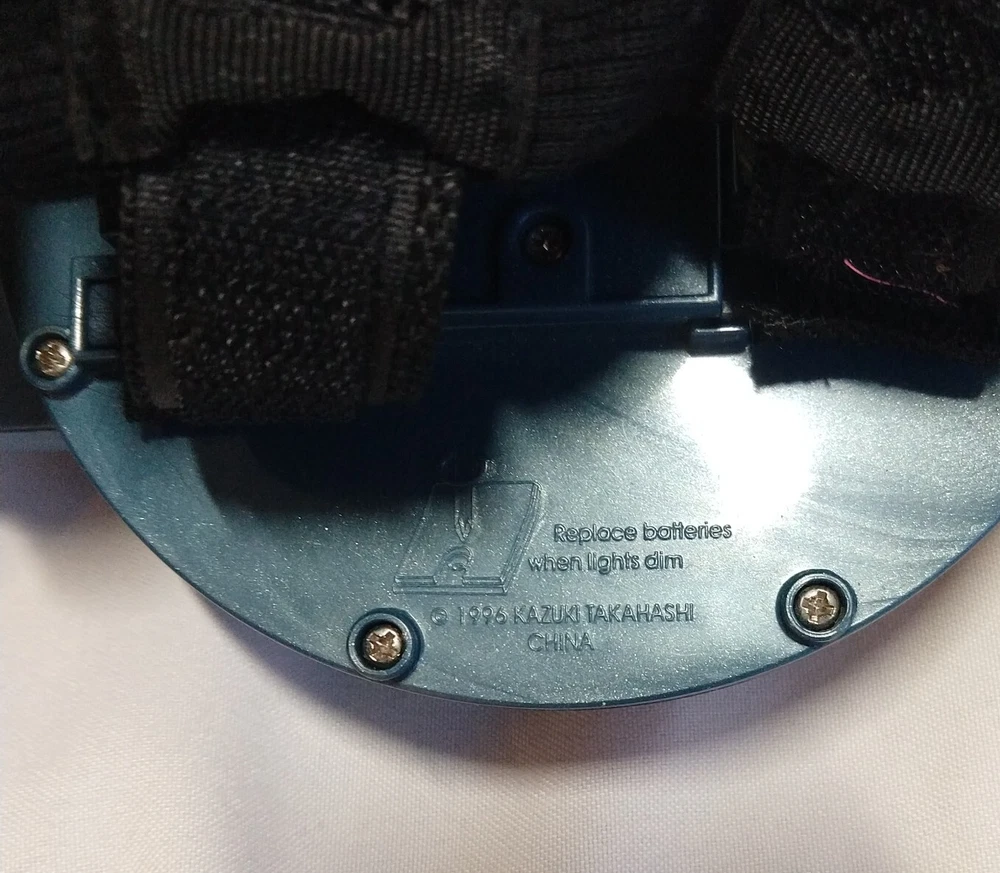 Replace batteries
when lights dim
© 1996 KAZUKI TAKAHASHI
CHINA